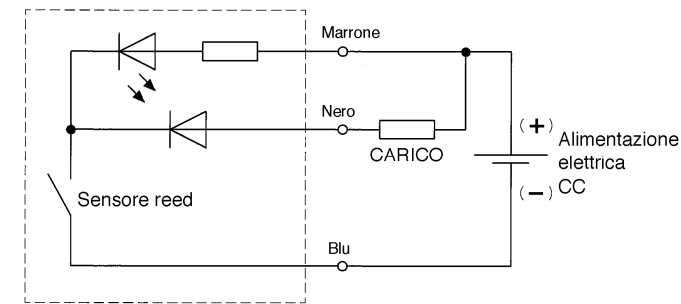 Marrone
Nero
CARICO
(+)
Alimentazione
elettrica
(−) CC
Sensore reed
Blu